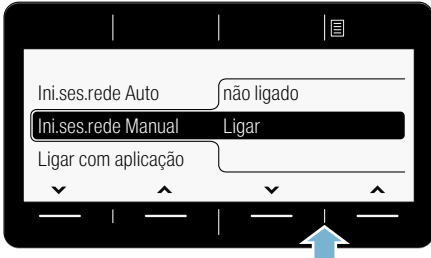 Ini.ses.rede Auto não ligado
Ini.ses.rede Manual Ligar
Ligar com aplicação